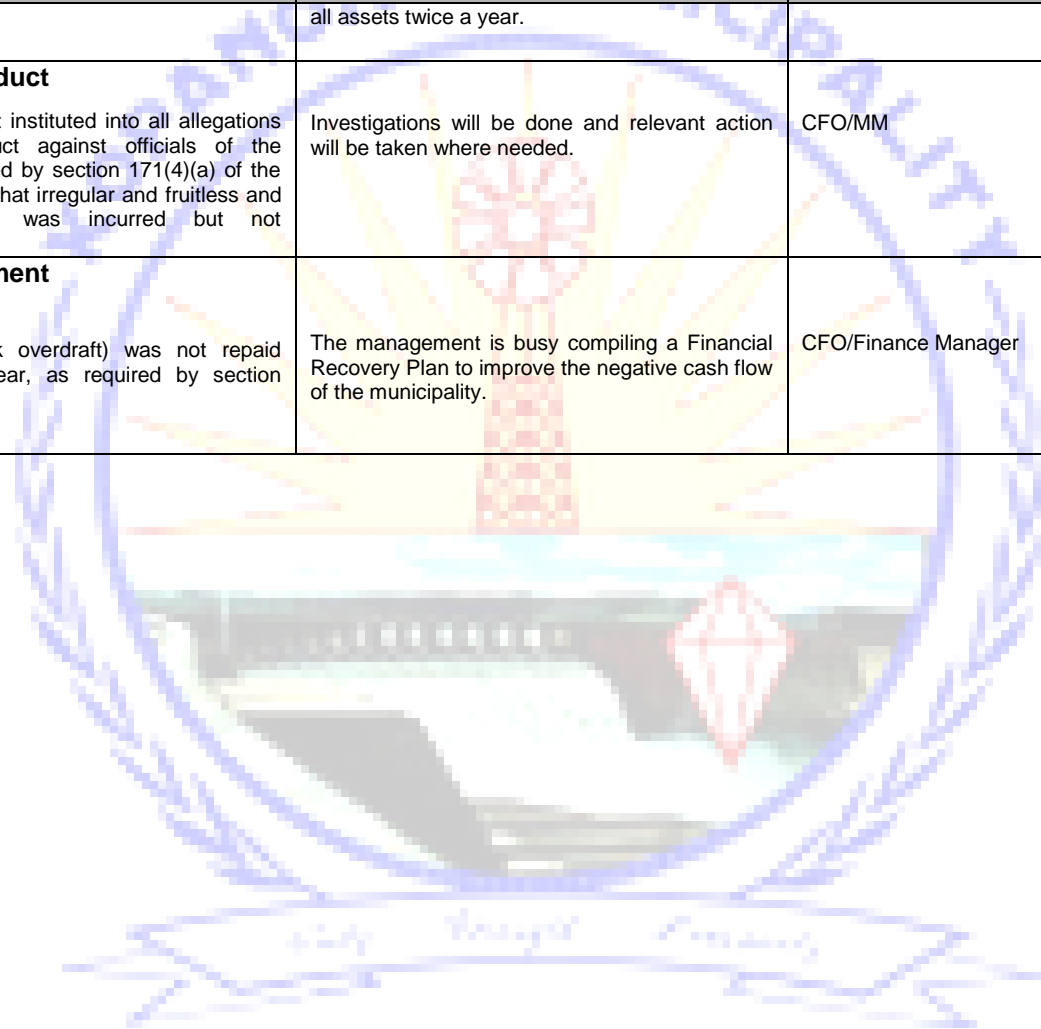 all assets twice a year.
duct
instituted into all allegations
uct against officials of the
ed by section 171(4)(a) of the
hat irregular and fruitless and
was incurred but not
Investigations will be done and relevant action
will be taken where needed.
CFO/MM
ment
k overdraft) was not repaid
ear, as required by section
The management is busy compiling a Financial
Recovery Plan to improve the negative cash flow
of the municipality.
CFO/Finance Manager
KOPANO
CIPALITY